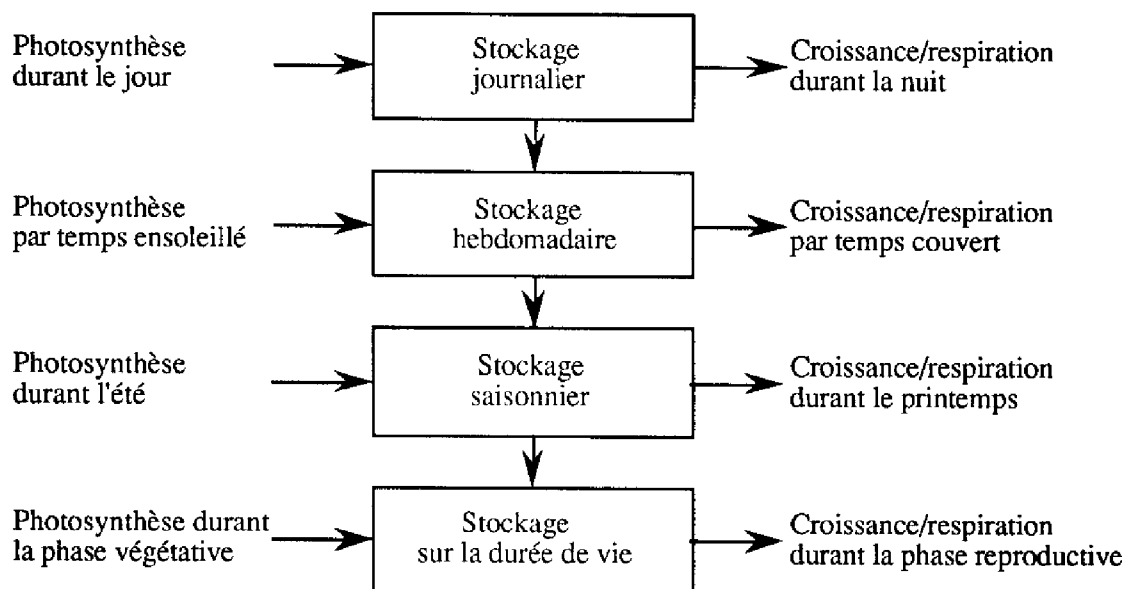 Photosynthèse
durant le jour
Stockage
journalier
Croissance/respiration
durant la nuit
Photosynthèse
par temps ensoleillé
Stockage
hebdomadaire
Croissance/respiration
par temps couvert
Photosynthèse
durant l'été
Stockage
saisonnier
Croissance/respiration
durant le printemps
Photosynthèse durant
la phase végétative
Stockage
sur la durée de vie
Croissance/respiration
durant la phase reproductive